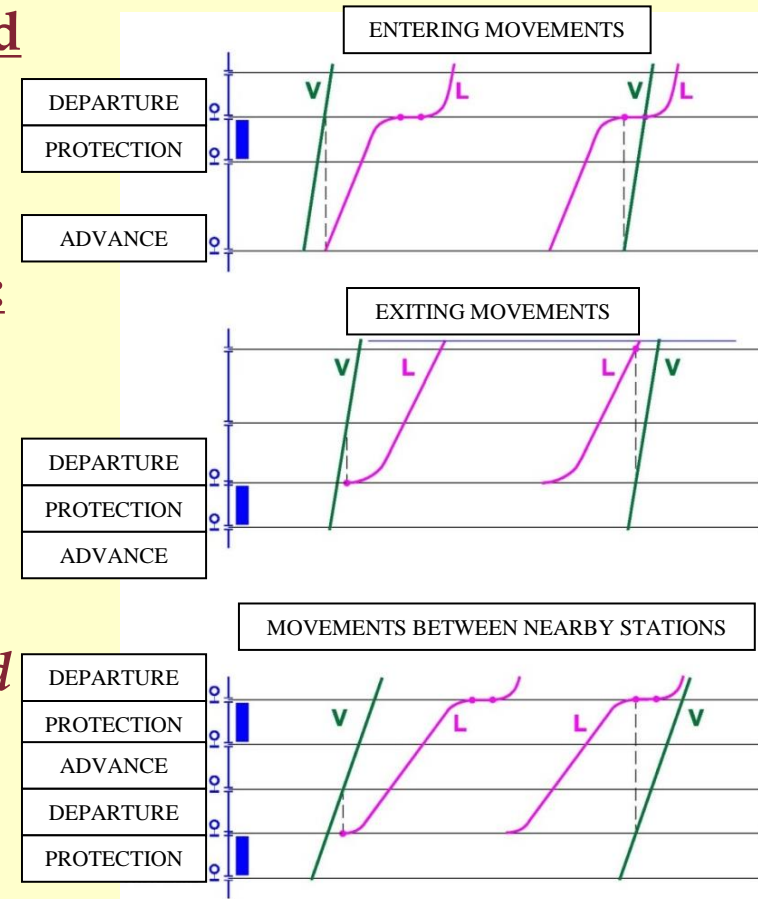 d
ENTERING MOVEMENTS
V L V L
DEPARTURE
PROTECTION
ADVANCE
:
EXITING MOVEMENTS
V L L V
DEPARTURE
PROTECTION
ADVANCE
MOVEMENTS BETWEEN NEARBY STATIONS
d
DEPARTURE
PROTECTION
ADVANCE
DEPARTURE
PROTECTION
V L L V